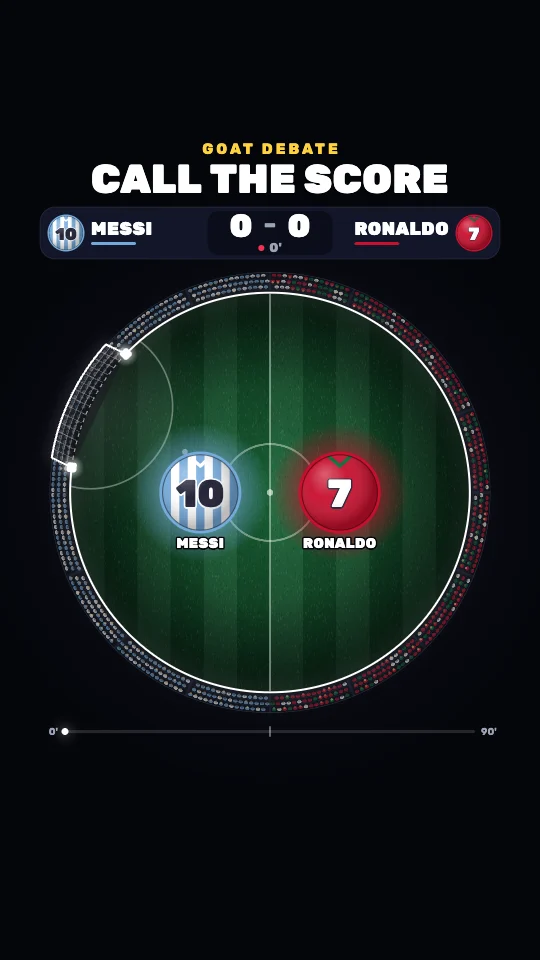 GOAT DEBATE
CALL THE SCORE
10 MESSI 0 - 0 RONALDO 7
0'
10 7
MESSI RONALDO
0' 90'